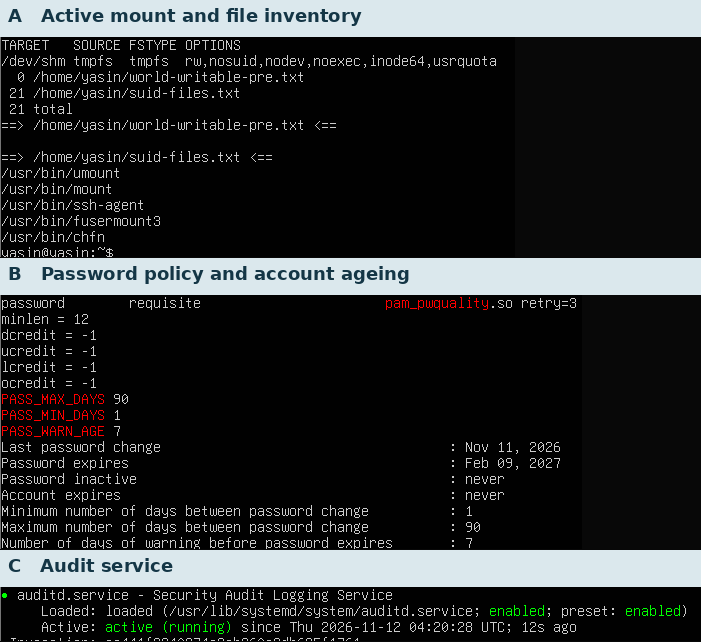 A Active mount and file inventory
TARGET SOURCE FSTYPE OPTIONS
/dev/shm tmpfs tmpfs rw,nosuid,nodev,noexec,inode64,usrquota
0 /home/yasin/world-writable-pre.txt
21 /home/yasin/suid-files.txt
21 total
==> /home/yasin/world-writable-pre.txt <==
==> /home/yasin/suid-files.txt <==
/usr/bin/umount
/usr/bin/mount
/usr/bin/ssh-agent
/usr/bin/fusermount3
/usr/bin/chfn
yasin@yasin:~$
B Password policy and account ageing
password requisite pam_pwquality.so retry=3
minlen = 12
dcredit = -1
ucredit = -1
lcredit = -1
ocredit = -1
PASS_MAX_DAYS 90
PASS_MIN_DAYS 1
PASS_WARN_AGE 7
Last password change : Nov 11, 2026
Password expires : Feb 09, 2027
Password inactive : never
Account expires : never
Minimum number of days between password change : 1
Maximum number of days between password change : 90
Number of days of warning before password expires : 7
C Audit service
● auditd.service - Security Audit Logging Service
Loaded: loaded (/usr/lib/systemd/system/auditd.service; enabled; preset: enabled)
Active: active (running) since Thu 2026-11-12 04:20:28 UTC; 12s ago